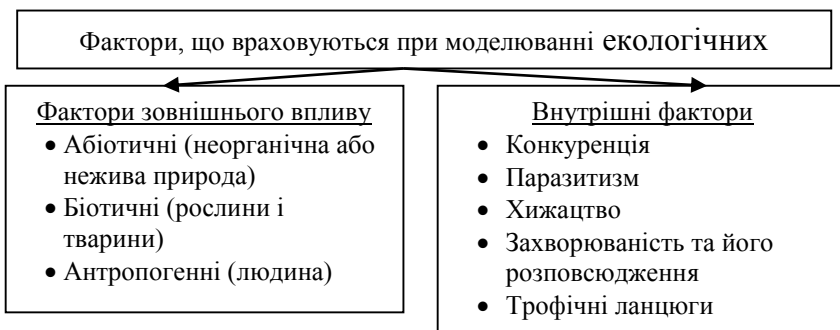 Фактори, що враховуються при моделюванні екологічних
Фактори зовнішнього впливу
• Абіотичні (неорганічна або
нежива природа)
• Біотичні (рослини і
тварини)
• Антропогенні (людина)
Внутрішні фактори
• Конкуренція
• Паразитизм
• Хижацтво
• Захворюваність та його
розповсюдження
• Трофічні ланцюги